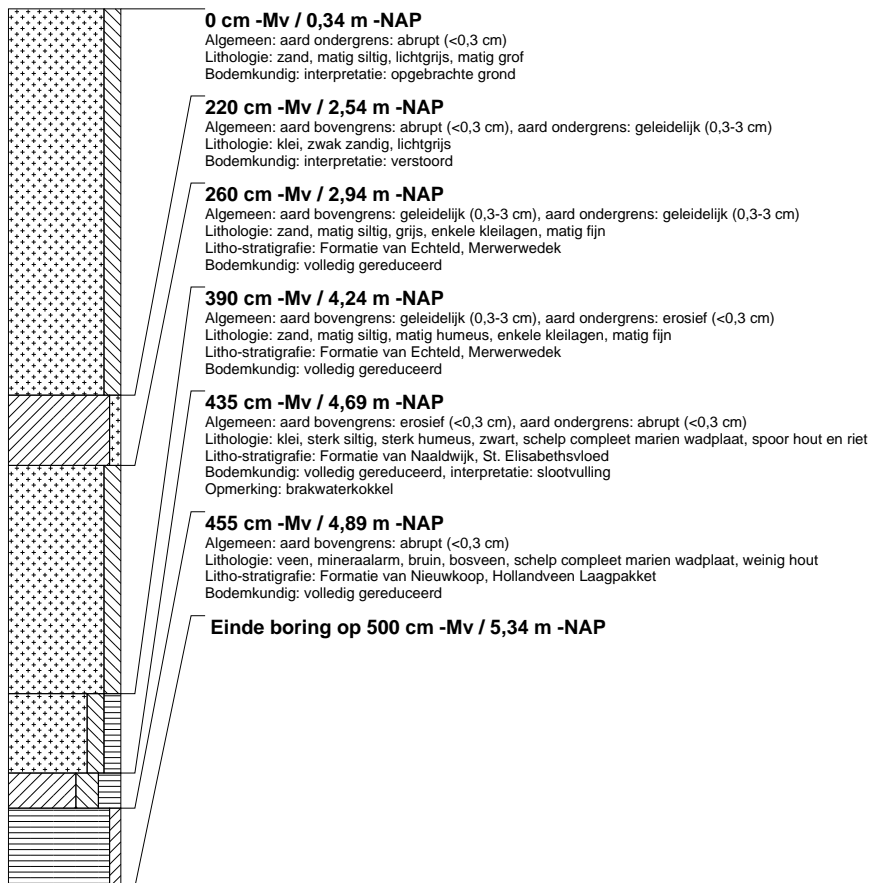 0 cm -Mv / 0,34 m -NAP
Algemeen: aard ondergrens: abrupt (<0,3 cm)
Lithologie: zand, matig siltig, lichtgrijs, matig grof
Bodemkundig: interpretatie: opgebrachte grond
220 cm -Mv / 2,54 m -NAP
Algemeen: aard bovengrens: abrupt (<0,3 cm), aard ondergrens: geleidelijk (0,3-3 cm)
Lithologie: klei, zwak zandig, lichtgrijs
Bodemkundig: interpretatie: verstoord
260 cm -Mv / 2,94 m -NAP
Algemeen: aard bovengrens: geleidelijk (0,3-3 cm), aard ondergrens: geleidelijk (0,3-3 cm)
Lithologie: zand, matig siltig, grijs, enkele kleilagen, matig fijn
Litho-stratigrafie: Formatie van Echteld, Merwerwedek
Bodemkundig: volledig gereduceerd
390 cm -Mv / 4,24 m -NAP
Algemeen: aard bovengrens: geleidelijk (0,3-3 cm), aard ondergrens: erosief (<0,3 cm)
Lithologie: zand, matig siltig, matig humeus, enkele kleilagen, matig fijn
Litho-stratigrafie: Formatie van Echteld, Merwerwedek
Bodemkundig: volledig gereduceerd
435 cm -Mv / 4,69 m -NAP
Algemeen: aard bovengrens: erosief (<0,3 cm), aard ondergrens: abrupt (<0,3 cm)
Lithologie: klei, sterk siltig, sterk humeus, zwart, schelp compleet marien wadplaat, spoor hout en riet
Litho-stratigrafie: Formatie van Naaldwijk, St. Elisabethsvloed
Bodemkundig: volledig gereduceerd, interpretatie: slootvulling
Opmerking: brakwaterkokkel
455 cm -Mv / 4,89 m -NAP
Algemeen: aard bovengrens: abrupt (<0,3 cm)
Lithologie: veen, mineraalarm, bruin, bosveen, schelp compleet marien wadplaat, weinig hout
Litho-stratigrafie: Formatie van Nieuwkoop, Hollandveen Laagpakket
Bodemkundig: volledig gereduceerd
Einde boring op 500 cm -Mv / 5,34 m -NAP